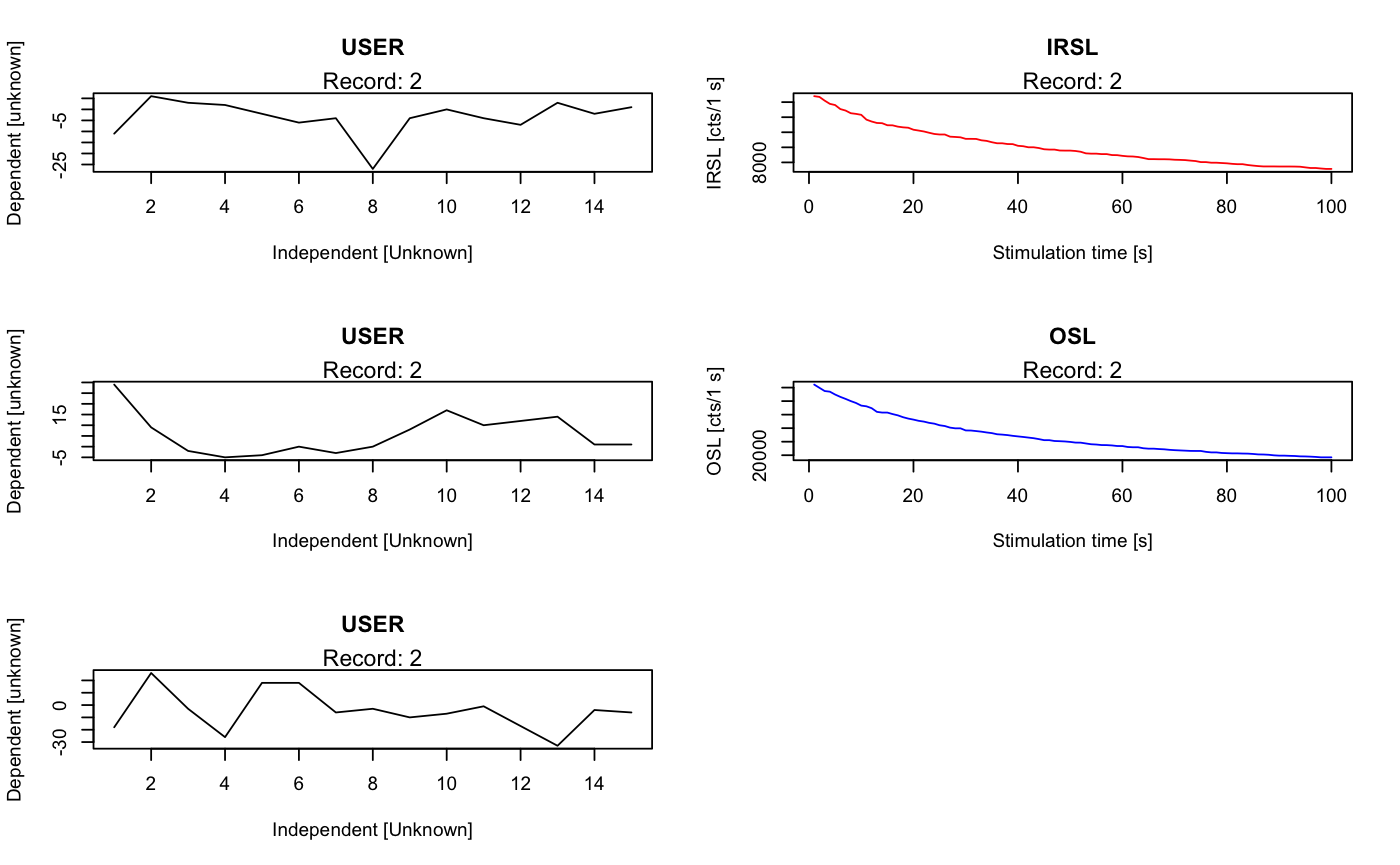 USER
Record: 2
Dependent [unknown]
-25 -5
2 4 6 8 10 12 14
Independent [Unknown]
IRSL
Record: 2
IRSL [cts/1 s]
8000
0 20 40 60 80 100
Stimulation time [s]
USER
Record: 2
Dependent [unknown]
-5 15
2 4 6 8 10 12 14
Independent [Unknown]
OSL
Record: 2
OSL [cts/1 s]
20000
0 20 40 60 80 100
Stimulation time [s]
USER
Record: 2
Dependent [unknown]
-30 0
2 4 6 8 10 12 14
Independent [Unknown]